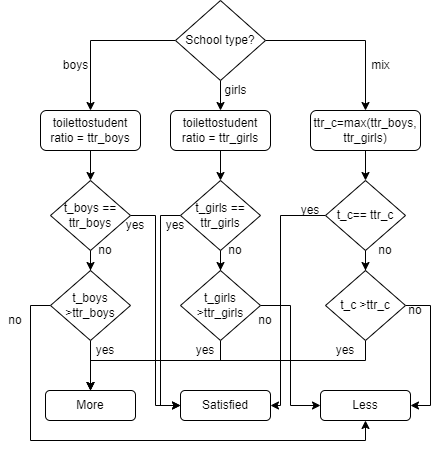 School type?
boys
girls
mix
toilettostudent
ratio = ttr_boys
toilettostudent
ratio = ttr_girls
ttr_c=max(ttr_boys,
ttr_girls)
t_boys ==
ttr_boys
yes
yes
t_girls ==
ttr_girls
yes
t_c== ttr_c
no
no
no
t_boys
>ttr_boys
no
t_girls
>ttr_girls
no
t_c >ttr_c
no
yes
yes
yes
More
Satisfied
Less